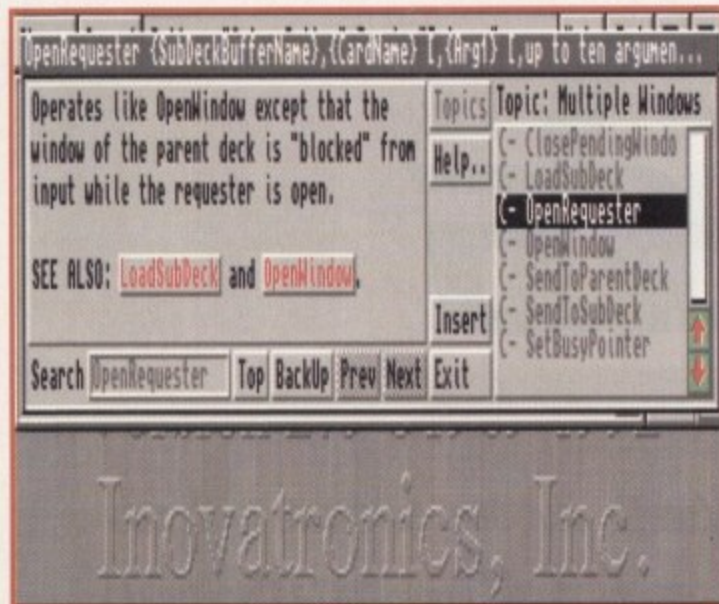 OpenRequester {SubDeckBufferName},{CardName} [,{Arg1} [,up to ten argumen...
Operates like OpenWindow except that the
window of the parent deck is "blocked" from
input while the requester is open.
SEE ALSO: LoadSubDeck and OpenWindow.
Topics
Help..
Insert
Exit
Topic: Multiple Windows
C- ClosePendingWindo
C- LoadSubDeck
C- OpenRequester
C- OpenWindow
C- SendToParentDeck
C- SendToSubDeck
C- SetBusyPointer
Search OpenRequester Top BackUp Prev Next
Inovatronics, Inc.